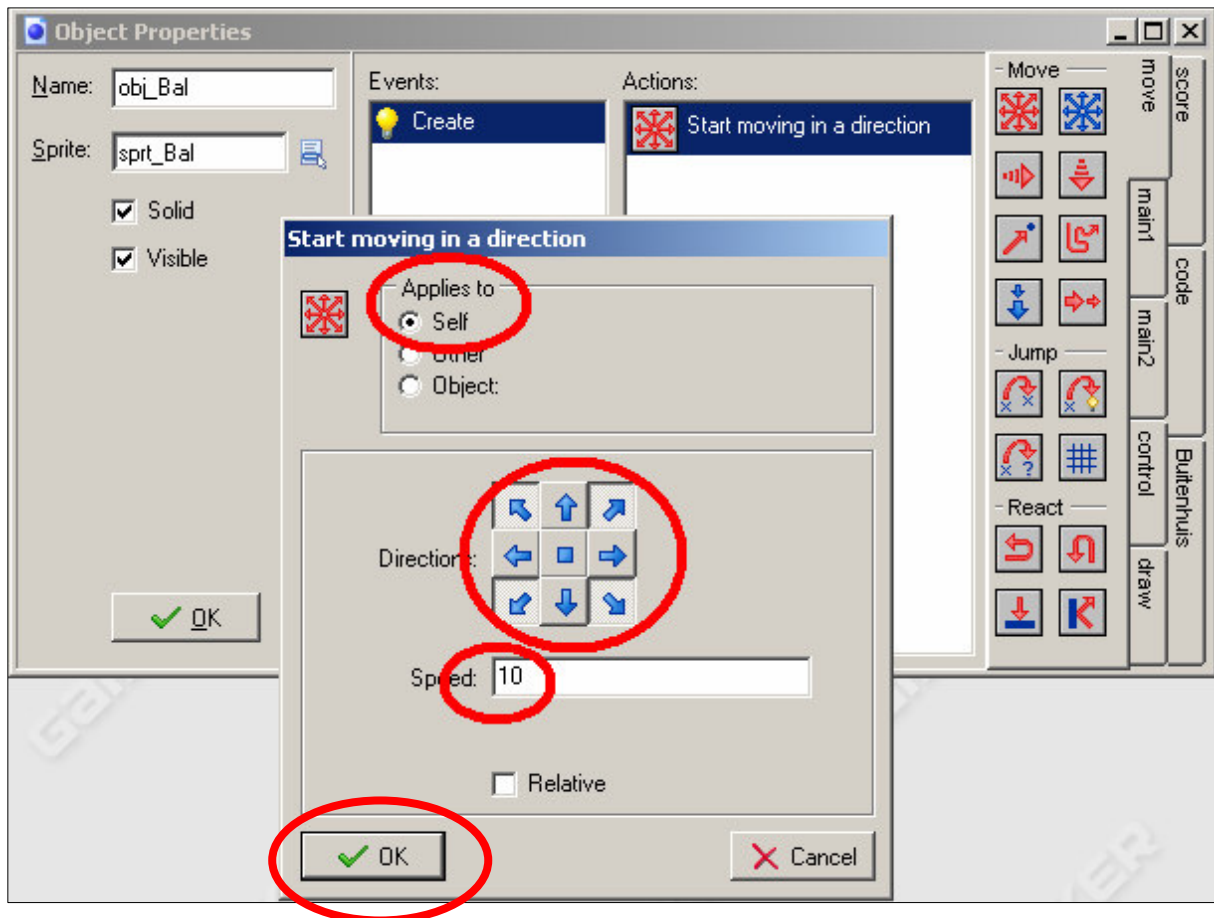 Object Properties
Name: obj_Bal
Sprite: sprt_Bal
Solid
Visible
OK
Events:
Create
Actions:
Start moving in a direction
Move
Jump
React
move
main1
main2
control
draw
score
code
Buitenhuis
Start moving in a direction
Applies to
Self
Other
Object:
Directions:
Speed: 10
Relative
OK
Cancel